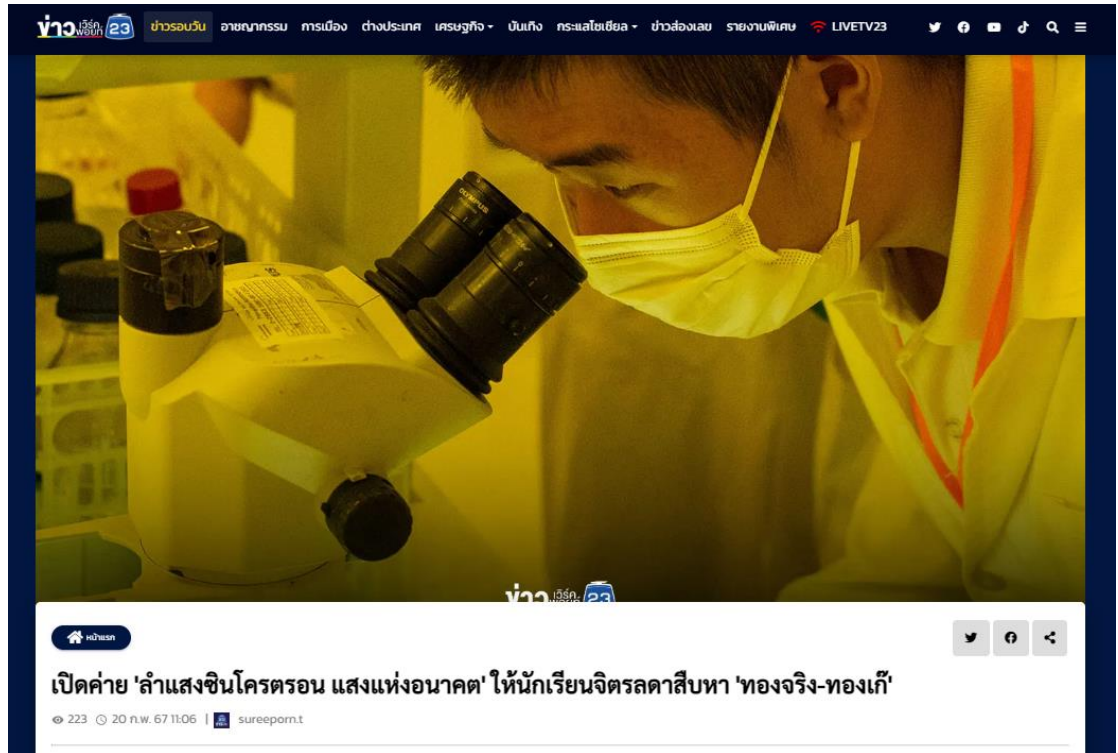 ข่าวเวิร์คพอยท์ 23 ข่าวรอบวัน อาชญากรรม การเมือง ต่างประเทศ เศรษฐกิจ บันเทิง กระแสโซเชียล ข่าวส่องเลย รายงานพิเศษ LIVETV23
OLYMPUS
ข่าวเวิร์ค 23
หน้าแรก
เปิดค่าย 'ลำแสงซินโครตรอน แสงแห่งอนาคต' ให้นักเรียนจิตรลดาสืบหา 'ทองจริง-ทองเก๊'
223 20 ก.พ. 67 11:06 | sureeporn.t